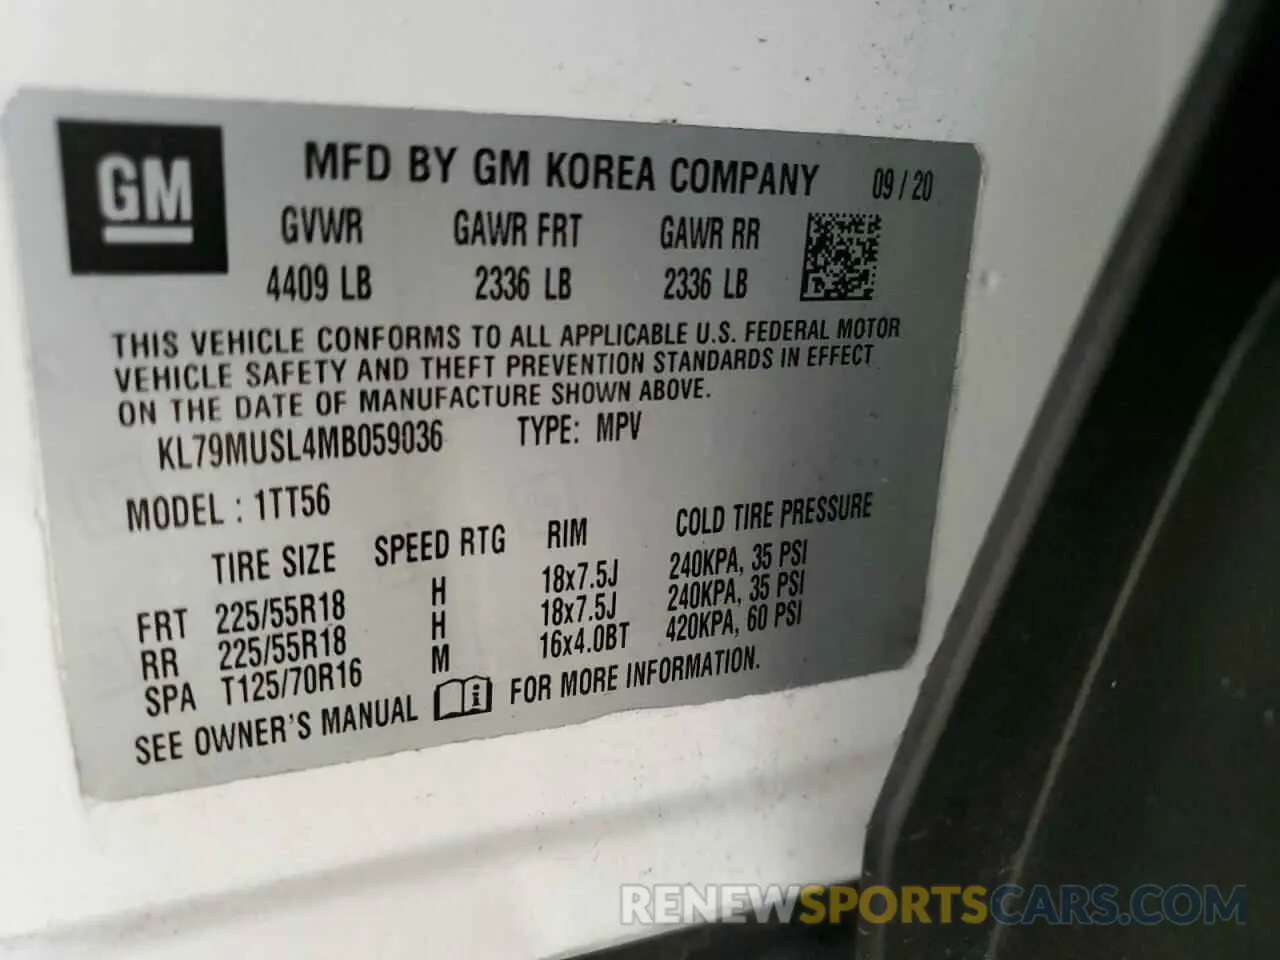 GM
MFD BY GM KOREA COMPANY 09 / 20
GVWR GAWR FRT GAWR RR
4409 LB 2336 LB 2336 LB
THIS VEHICLE CONFORMS TO ALL APPLICABLE U.S. FEDERAL MOTOR
VEHICLE SAFETY AND THEFT PREVENTION STANDARDS IN EFFECT
ON THE DATE OF MANUFACTURE SHOWN ABOVE.
KL79MUSL4MB059036 TYPE: MPV
MODEL : 1TT56
TIRE SIZE SPEED RTG RIM COLD TIRE PRESSURE
FRT 225/55R18 H 18x7.5J 240KPA, 35 PSI
RR 225/55R18 H 18x7.5J 240KPA, 35 PSI
SPA T125/70R16 M 16x4.0BT 420KPA, 60 PSI
SEE OWNER'S MANUAL i FOR MORE INFORMATION.
RENEWSPORTSCARS.COM